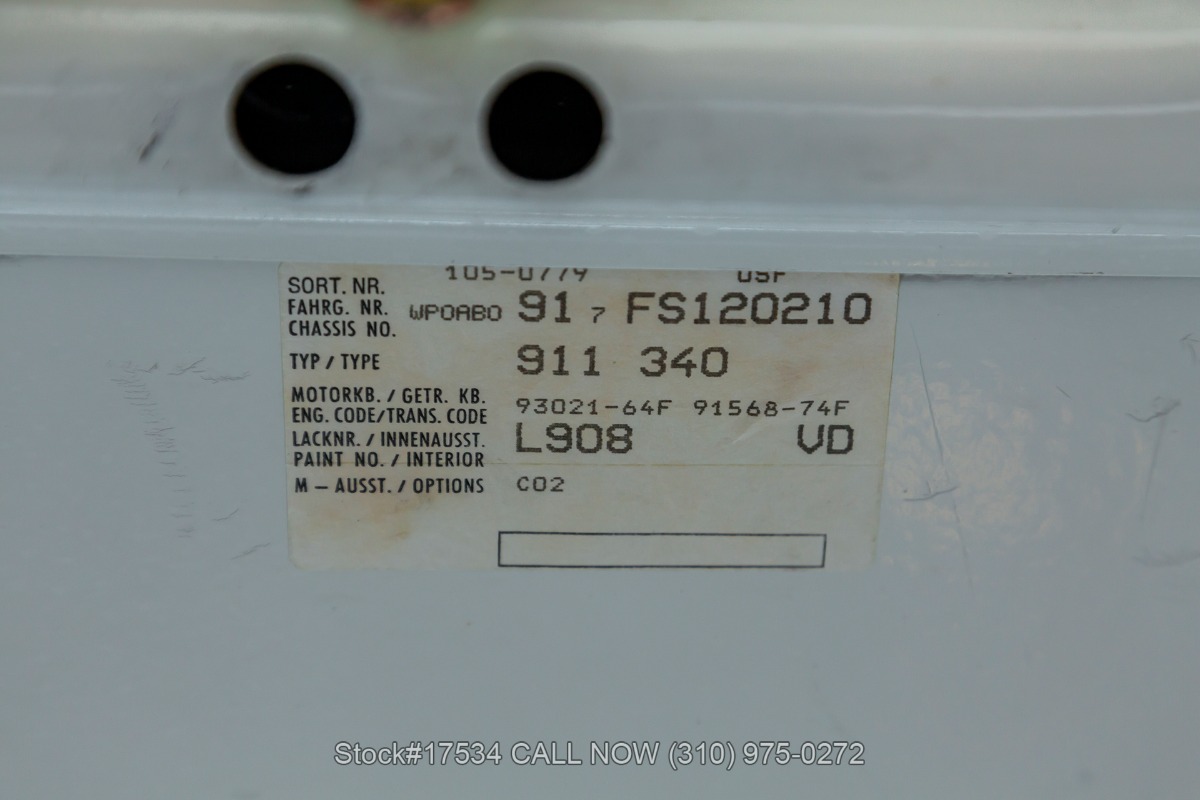 105-0779 USF
SORT. NR.
FAHRG. NR. WP0AB0 91 7 FS120210
CHASSIS NO.
TYP / TYPE 911 340
MOTORKB. / GETR. KB.
ENG. CODE/TRANS. CODE 93021-64F 91568-74F
LACKNR. / INNENAUSST. L908 VD
PAINT NO. / INTERIOR
M – AUSST. / OPTIONS C02
Stock#17534 CALL NOW (310) 975-0272